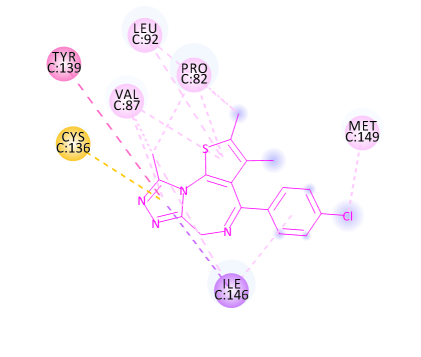 LEU
C:92
TYR
C:139
PRO
C:82
VAL
C:87
CYS
C:136
MET
C:149
S
N
N
N
N
Cl
ILE
C:146